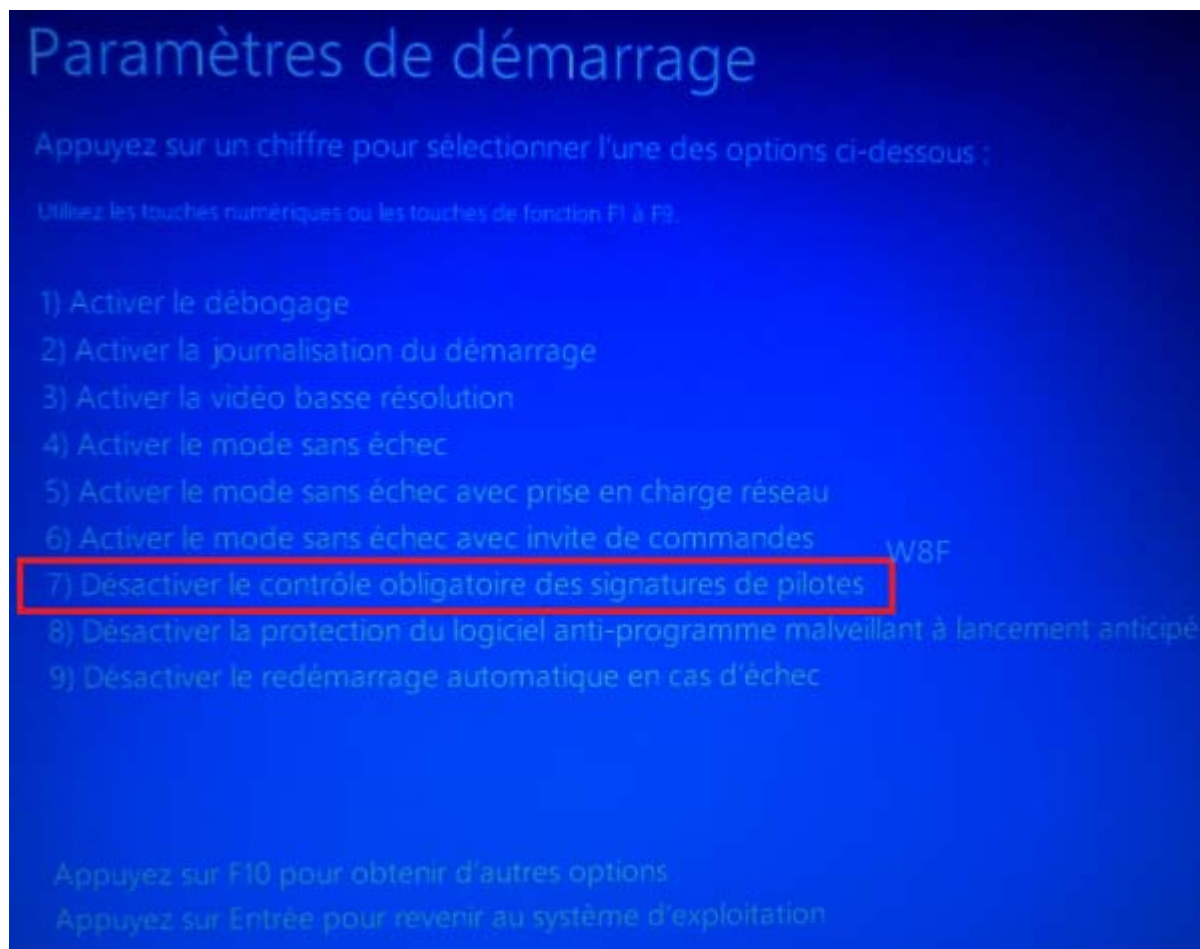 Paramètres de démarrage
Appuyez sur un chiffre pour sélectionner l'une des options ci-dessous :
Utilisez les touches numériques ou les touches de fonction F1 à F9.
1) Activer le débogage
2) Activer la journalisation du démarrage
3) Activer la vidéo basse résolution
4) Activer le mode sans échec
5) Activer le mode sans échec avec prise en charge réseau
6) Activer le mode sans échec avec invite de commandes
W8F
7) Désactiver le contrôle obligatoire des signatures de pilotes
8) Désactiver la protection du logiciel anti-programme malveillant à lancement anticipé
9) Désactiver le redémarrage automatique en cas d'échec
Appuyez sur F10 pour obtenir d'autres options
Appuyez sur Entrée pour revenir au système d'exploitation